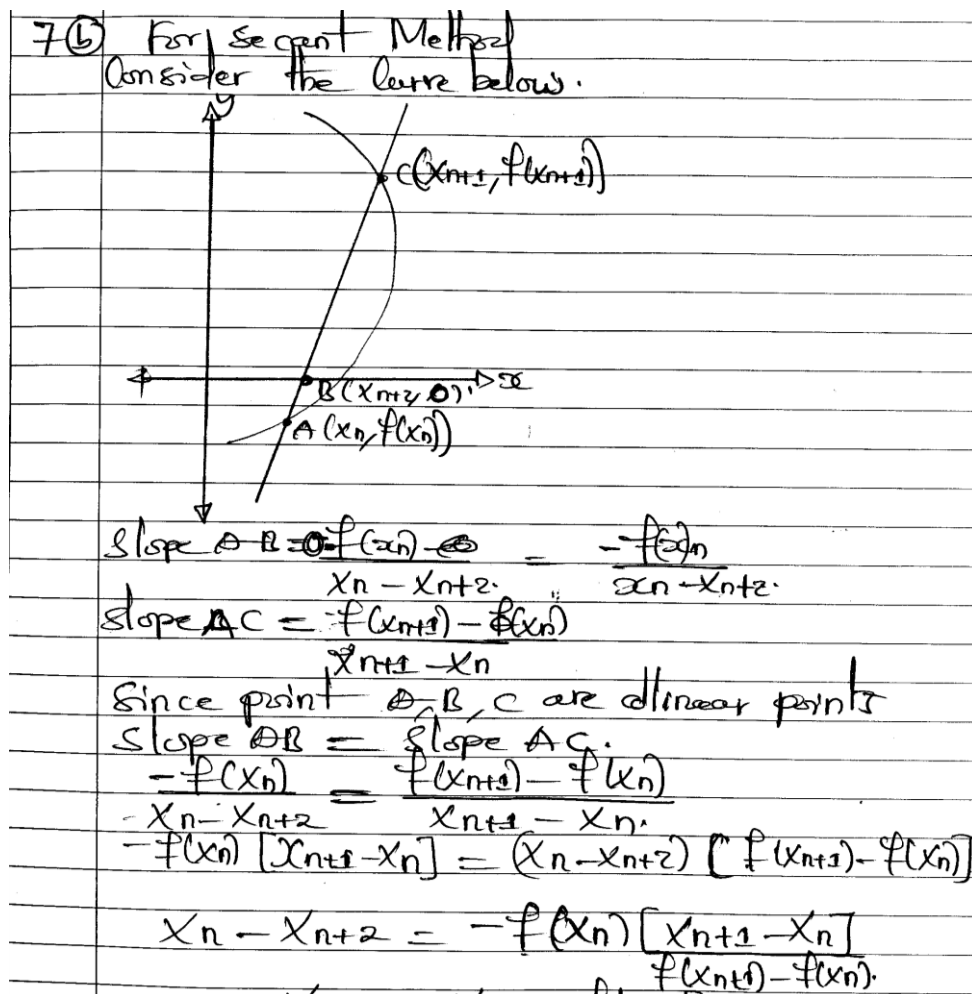 7(b) For Secant Method
Consider the Curve below.
y
C(xn+1, f(xn+1))
B(xn+2, 0).
x
A(xn, f(xn))
Slope AB = 0-f(xn) / xn - xn+2. = -f(x)n / xn - xn+2.
Slope AC = f(xn+1) - f(xn) / xn+1 - xn
Since point A, B, C are collinear points
Slope AB = Slope AC.
-f(xn) / xn - xn+2 = f(xn+1) - f(xn) / xn+1 - xn.
-f(xn) [xn+1 - xn] = (xn - xn+2) [f(xn+1) - f(xn)]
xn - xn+2 = -f(xn) [xn+1 - xn] / f(xn+1) - f(xn).